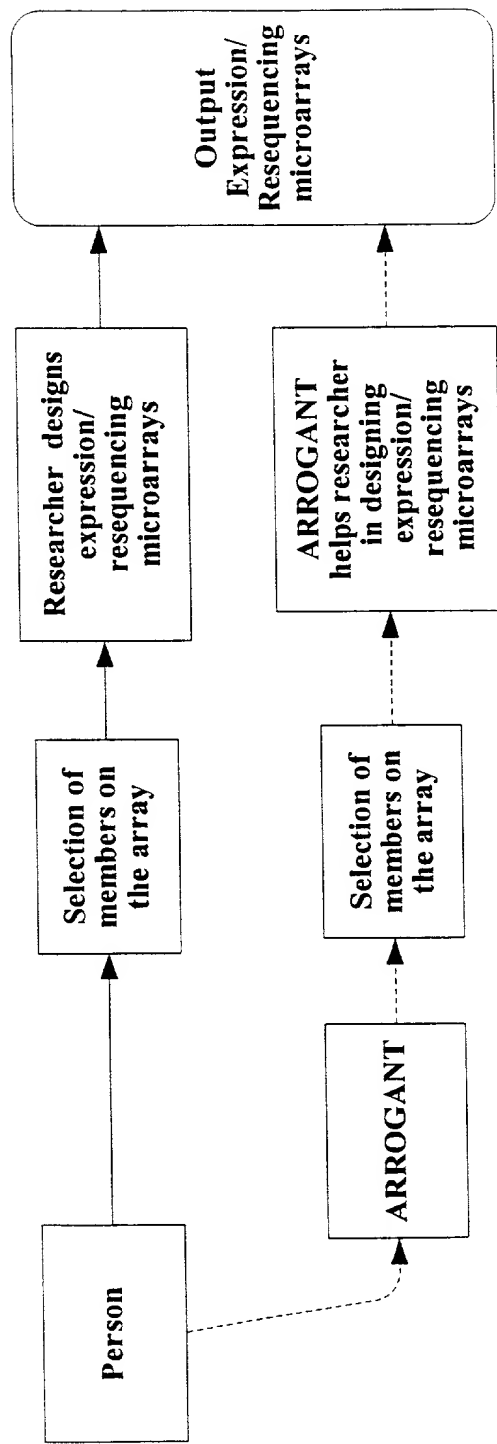 Person
Selection of
members on
the array
Researcher designs
expression/
resequencing
microarrays
Output
Expression/
Resequencing
microarrays
ARROGANT
Selection of
members on
the array
ARROGANT
helps researcher
in designing
expression/
resequencing
microarrays